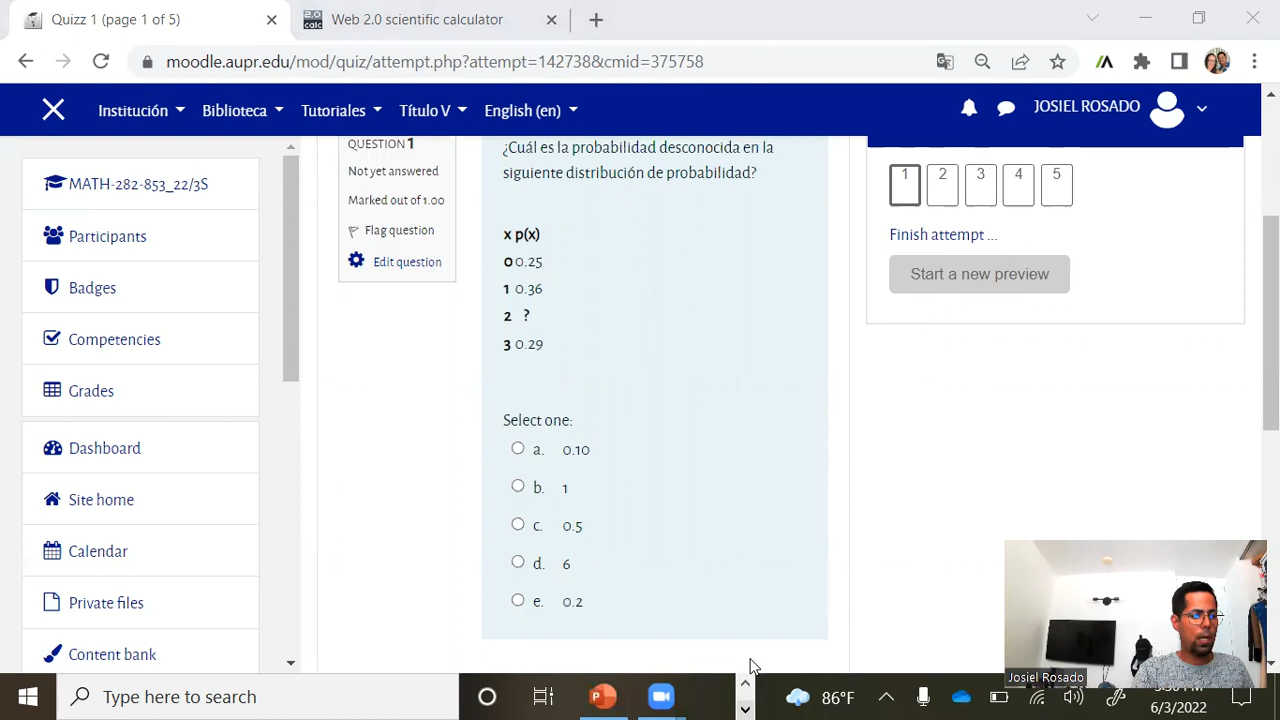 Quizz 1 (page 1 of 5)
2.0 calc Web 2.0 scientific calculator
moodle.aupr.edu/mod/quiz/attempt.php?attempt=142738&cmid=375758
Institución Biblioteca Tutoriales Título V English (en) JOSIEL ROSADO
MATH-282-853_22/3S
Participants
Badges
Competencies
Grades
Dashboard
Site home
Calendar
Private files
Content bank
QUESTION 1
Not yet answered
Marked out of 1.00
Flag question
Edit question
¿Cuál es la probabilidad desconocida en la
siguiente distribución de probabilidad?
x p(x)
0 0.25
1 0.36
2 ?
3 0.29
Select one:
a. 0.10
b. 1
c. 0.5
d. 6
e. 0.2
1 2 3 4 5
Finish attempt ...
Start a new preview
Josiel Rosado
Type here to search
86°F
6/3/2022